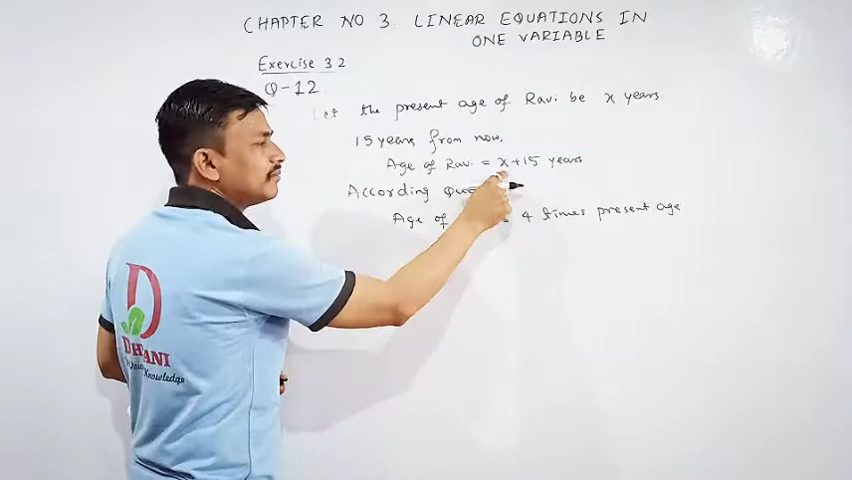 CHAPTER NO 3. LINEAR EQUATIONS IN
ONE VARIABLE
Exercise 3 2
Q-12.
Let the present age of Ravi be x years.
15 years from now,
Age of Ravi = x+15 years
According
Age of = 4 times present age
D
DHANI
Knowledge